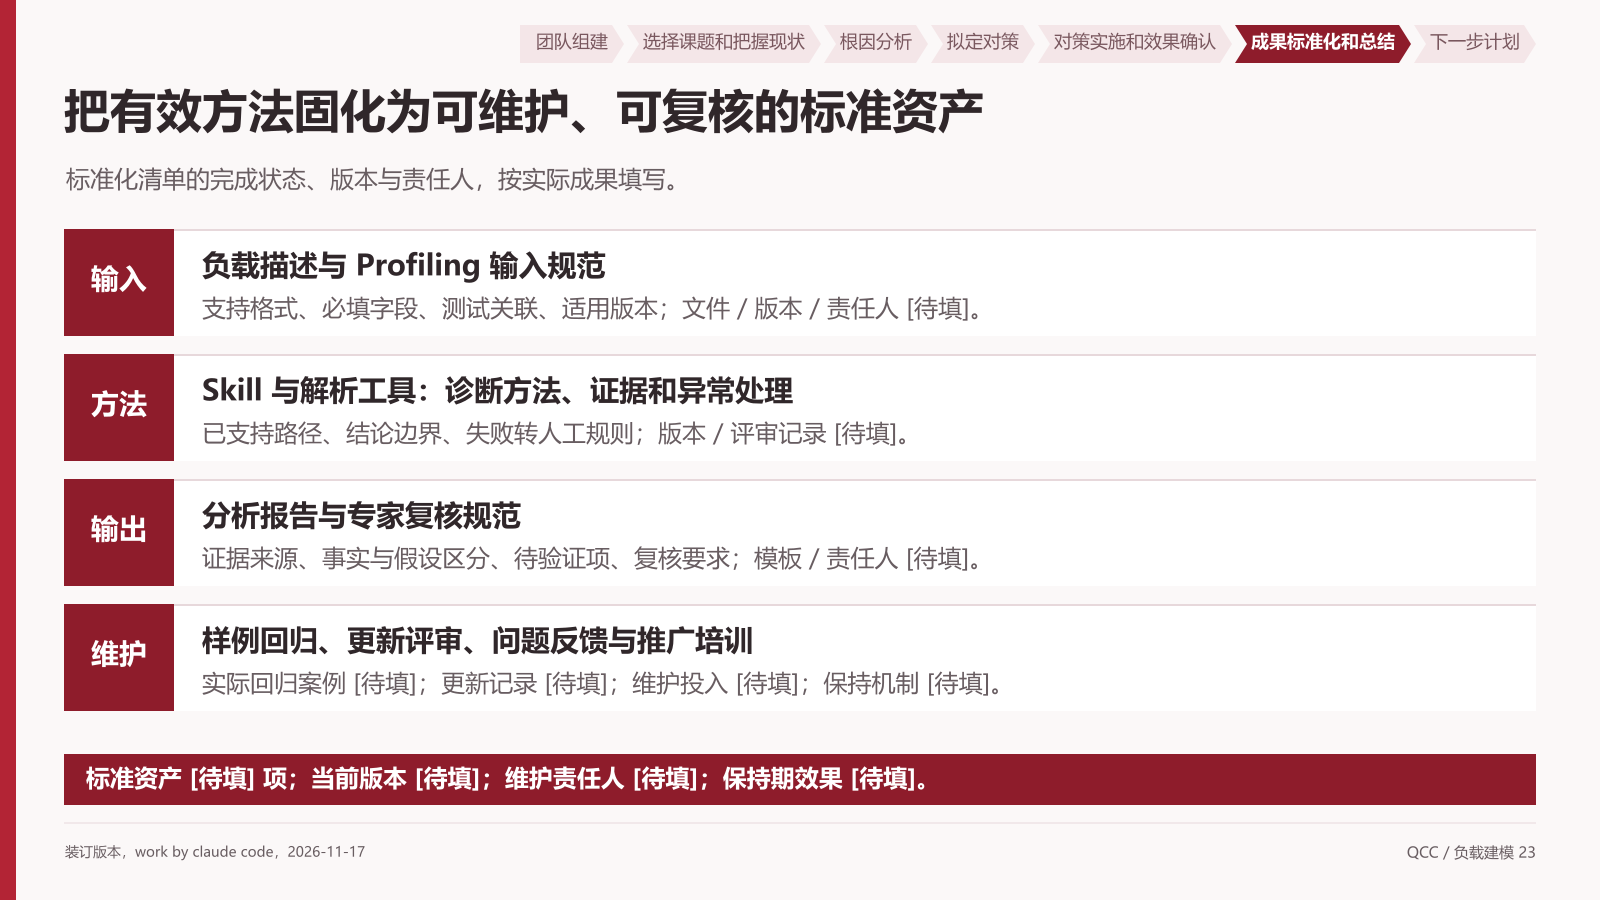 团队组建
选择课题和把握现状
根因分析
拟定对策
对策实施和效果确认
成果标准化和总结
下一步计划
把有效方法固化为可维护、可复核的标准资产
标准化清单的完成状态、版本与责任人，按实际成果填写。
输入
负载描述与 Profiling 输入规范
支持格式、必填字段、测试关联、适用版本；文件 / 版本 / 责任人 [待填]。
方法
Skill 与解析工具：诊断方法、证据和异常处理
已支持路径、结论边界、失败转人工规则；版本 / 评审记录 [待填]。
输出
分析报告与专家复核规范
证据来源、事实与假设区分、待验证项、复核要求；模板 / 责任人 [待填]。
维护
样例回归、更新评审、问题反馈与推广培训
实际回归案例 [待填]；更新记录 [待填]；维护投入 [待填]；保持机制 [待填]。
标准资产 [待填] 项；当前版本 [待填]；维护责任人 [待填]；保持期效果 [待填]。
装订版本，work by claude code，2026-11-17
QCC / 负载建模 23